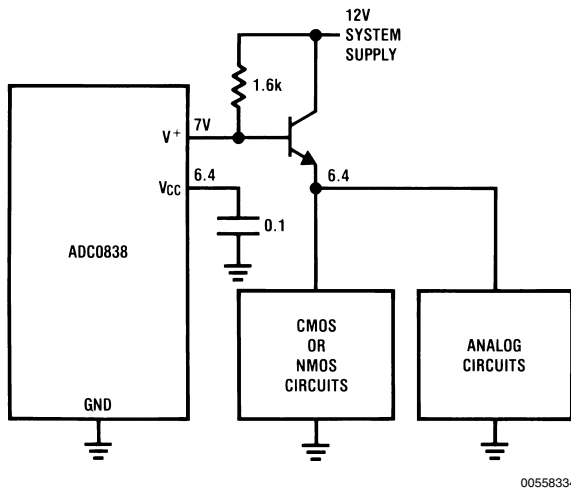 12V
SYSTEM
SUPPLY
1.6k
V+
7V
VCC
6.4
6.4
0.1
ADC0838
CMOS
OR
NMOS
CIRCUITS
ANALOG
CIRCUITS
GND
00558334